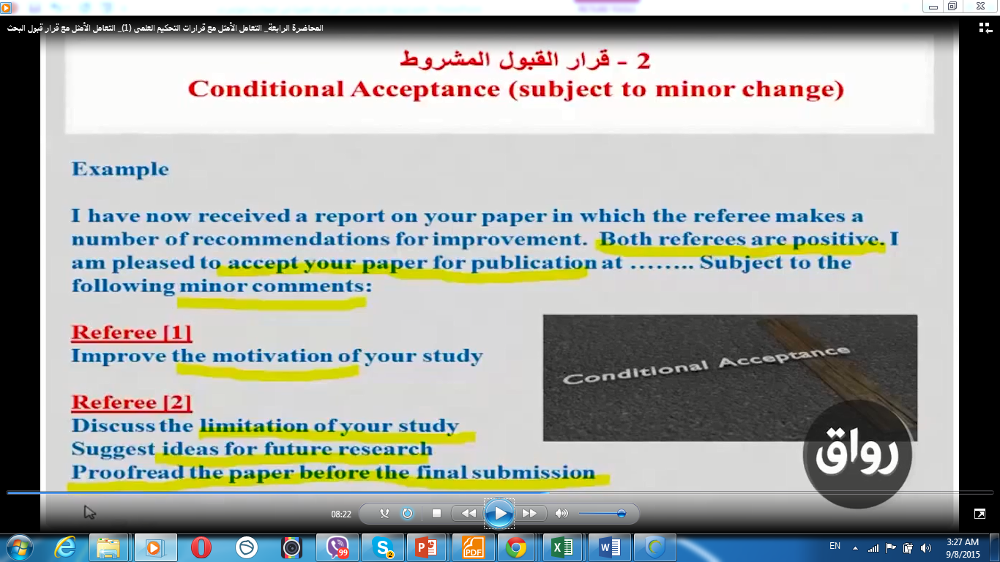 المحاضرة الرابعة_ التعامل الأمثل مع قرارات التحكيم العلمى (1)_ التعامل الأمثل مع قرار قبول البحث
2 - قرار القبول المشروط
Conditional Acceptance (subject to minor change)
Example
I have now received a report on your paper in which the referee makes a
number of recommendations for improvement. Both referees are positive. I
am pleased to accept your paper for publication at …….. Subject to the
following minor comments:
Referee [1]
Improve the motivation of your study
Referee [2]
Discuss the limitation of your study
Suggest ideas for future research
Proofread the paper before the final submission
Conditional Acceptance
رواق
08:22
99
2
PDF
EN
3:27 AM
9/8/2015